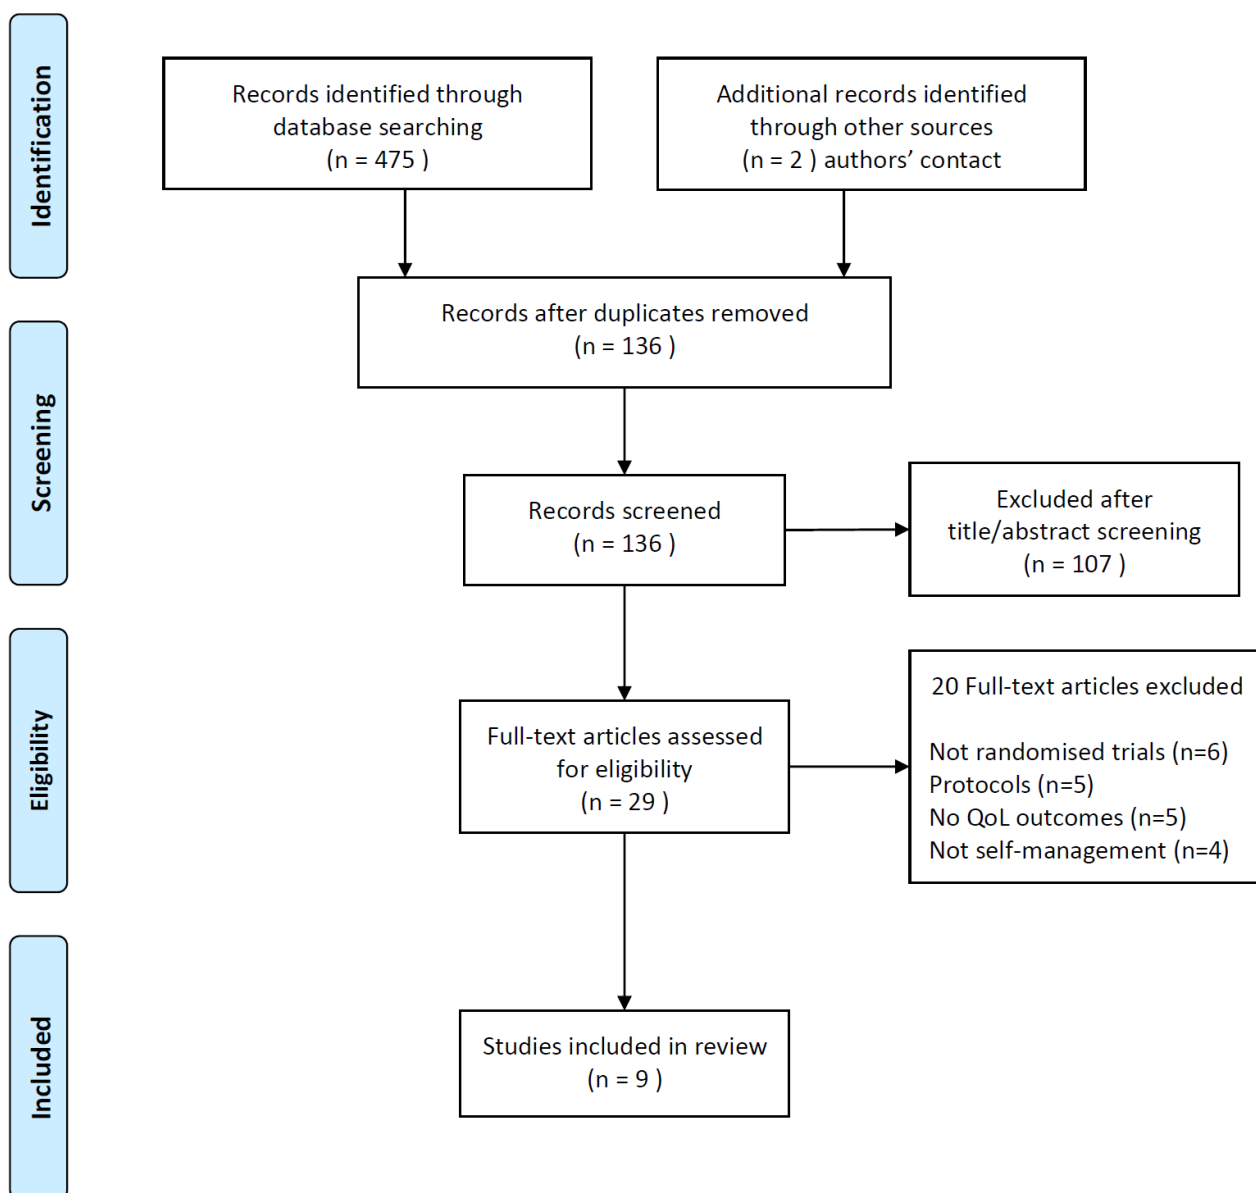 Identification
Records identified through
database searching
(n = 475 )
Additional records identified
through other sources
(n = 2 ) authors’ contact
Records after duplicates removed
(n = 136 )
Screening
Records screened
(n = 136 )
Excluded after
title/abstract screening
(n = 107 )
Eligibility
Full-text articles assessed
for eligibility
(n = 29 )
20 Full-text articles excluded
Not randomised trials (n=6)
Protocols (n=5)
No QoL outcomes (n=5)
Not self-management (n=4)
Included
Studies included in review
(n = 9 )